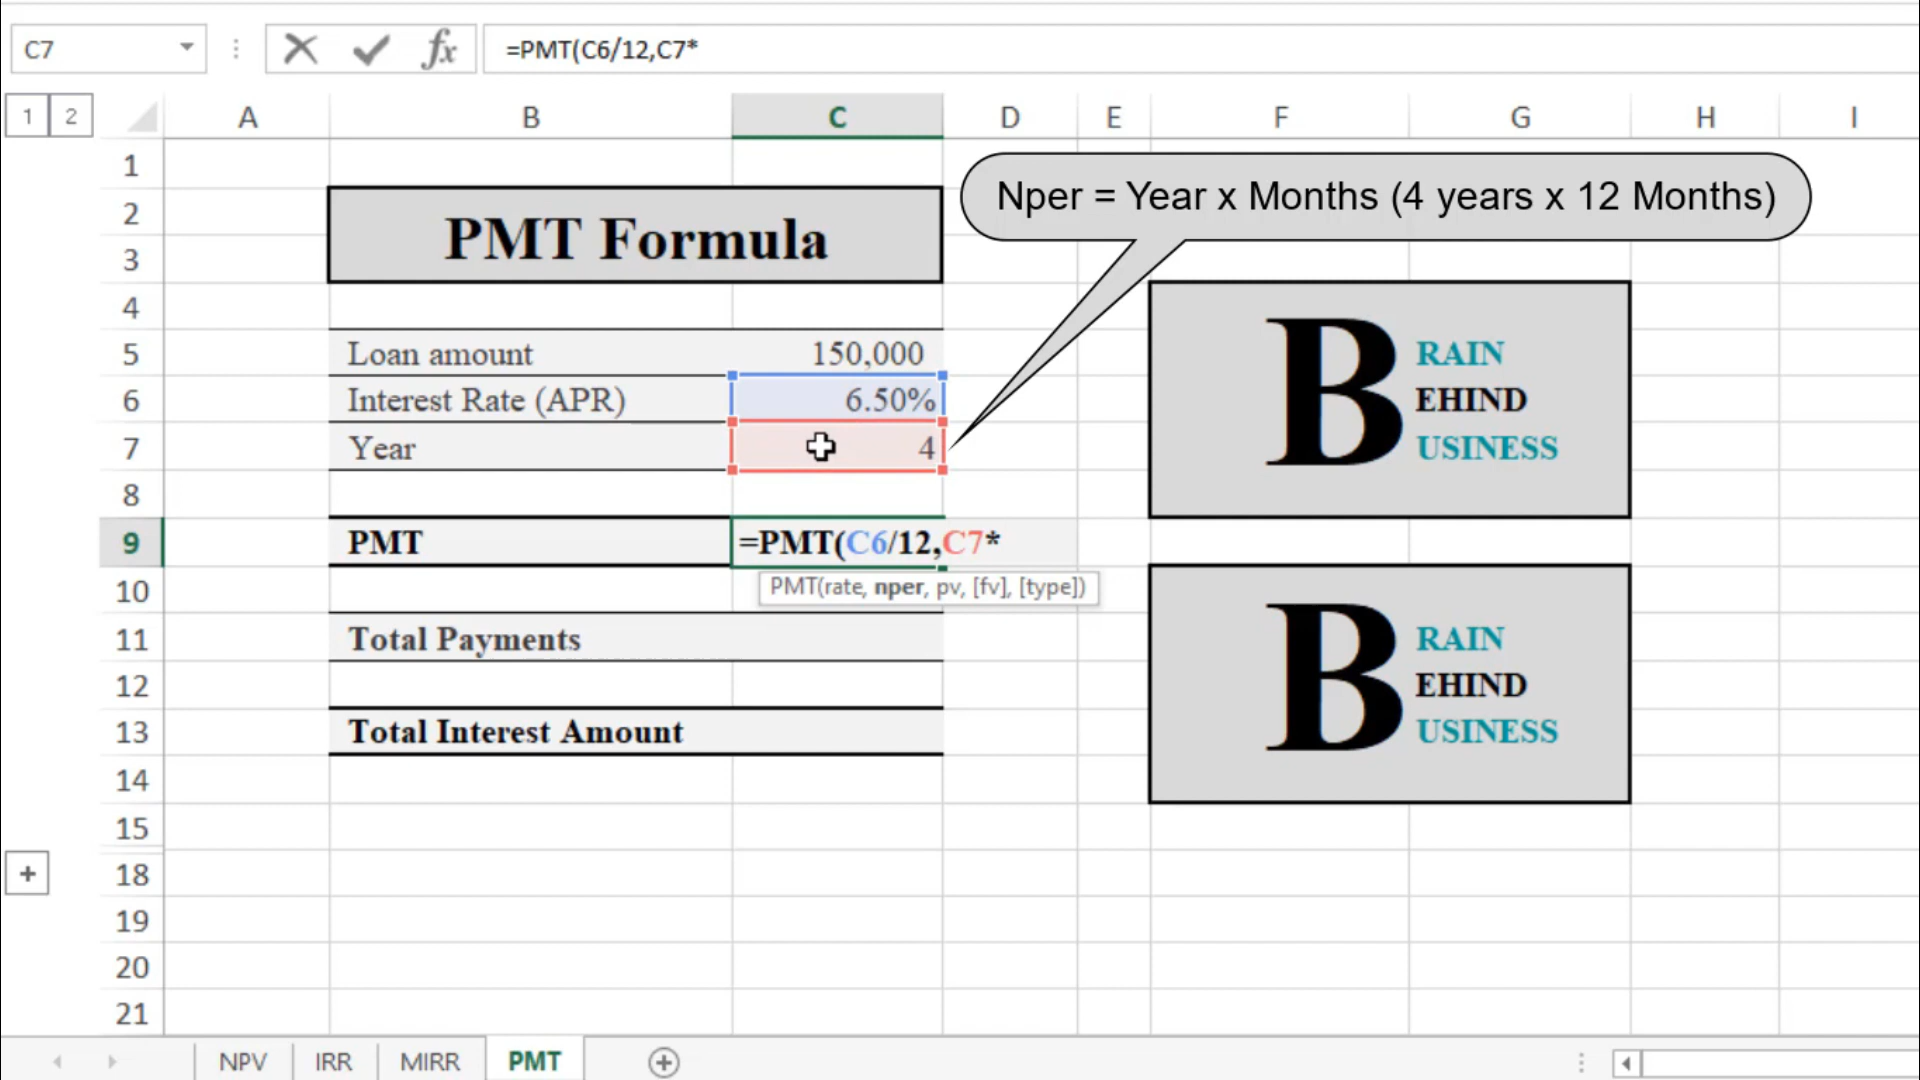 C7 =PMT(C6/12,C7*
1 2 A B C D E F G H I
1
Nper = Year x Months (4 years x 12 Months)
2
PMT Formula
3
4
5 Loan amount 150,000
6 Interest Rate (APR) 6.50%
7 Year 4
B RAIN
EHIND
USINESS
8
9 PMT =PMT(C6/12,C7*
10 PMT(rate, nper, pv, [fv], [type])
11 Total Payments
12
13 Total Interest Amount
B RAIN
EHIND
USINESS
14
15
18
19
20
21
NPV IRR MIRR PMT